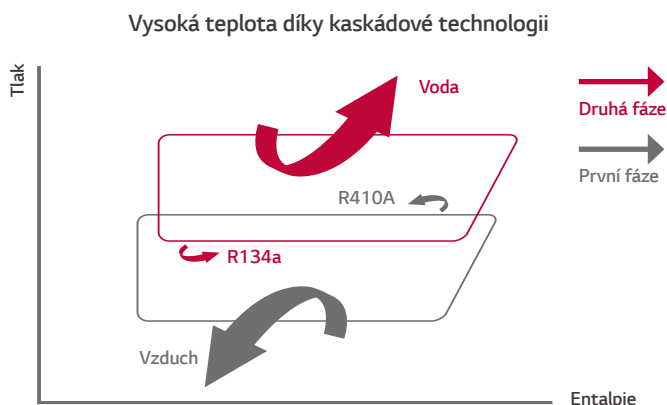 Vysoká teplota díky kaskádové technologii
Tlak
Voda
Druhá fáze
R410A
První fáze
R134a
Vzduch
Entalpie